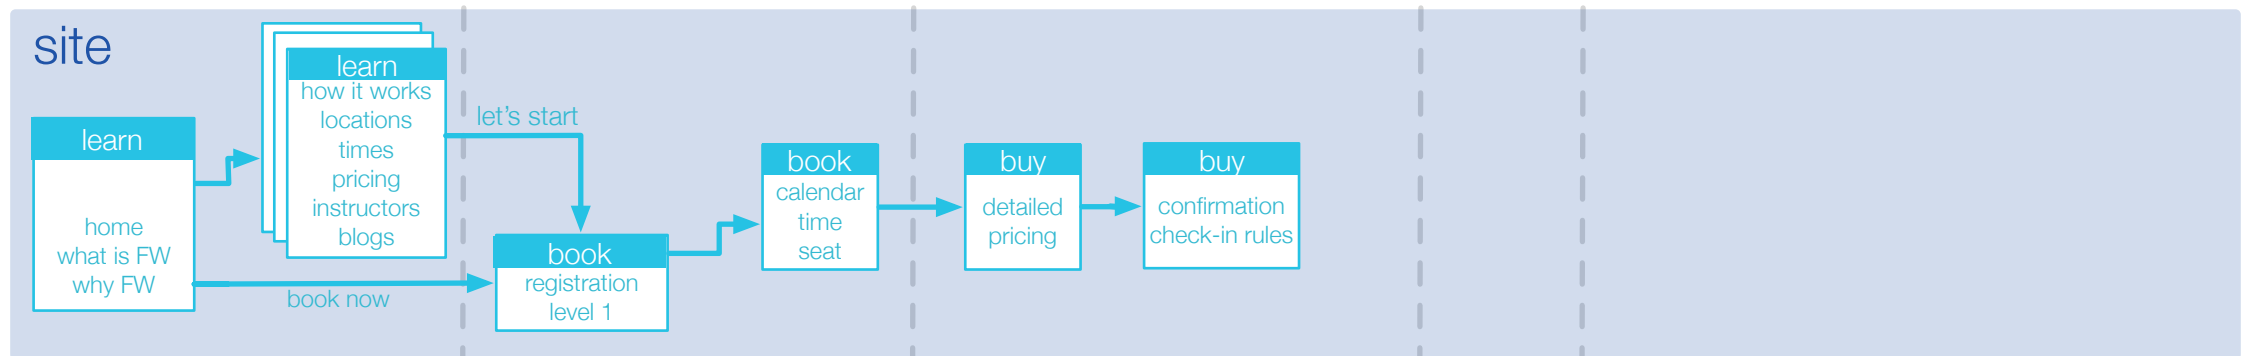 site
learn
home
what is FW
why FW
learn
how it works
locations
times
pricing
instructors
blogs
let's start
book now
book
registration
level 1
book
calendar
time
seat
buy
detailed
pricing
buy
confirmation
check-in rules